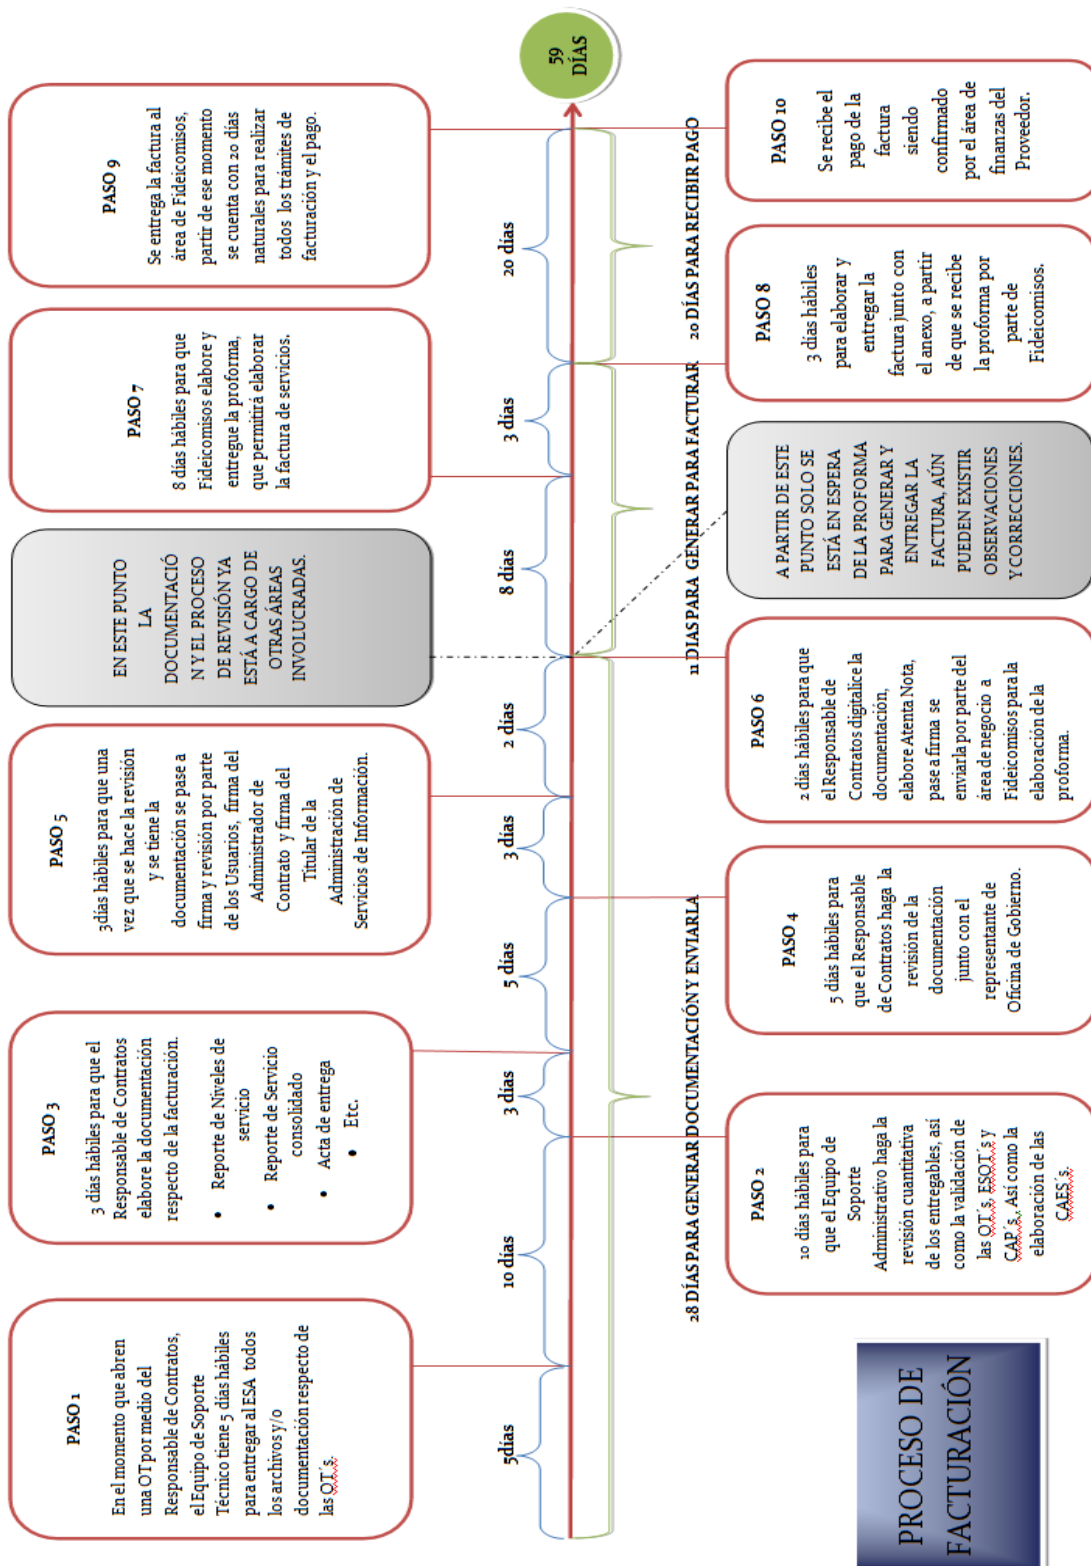 PROCESO DE
FACTURACIÓN
PASO 1
En el momento que abren
una OT por medio del
Responsable de Contratos,
el Equipo de Soporte
Técnico tiene 5 días hábiles
para entregar al ESA todos
los archivos y/o
documentación respecto de
las OT´s.
PASO 3
3 días hábiles para que el
Responsable de Contratos
elabore la documentación
respecto de la facturación.
• Reporte de Niveles de
servicio
• Reporte de Servicio
consolidado
• Acta de entrega
• Etc.
PASO 5
3días hábiles para que una
vez que se hace la revisión
y se tiene la
documentación se pase a
firma y revisión por parte
de los Usuarios, firma del
Administrador de
Contrato y firma del
Titular de la
Administración de
Servicios de Información.
EN ESTE PUNTO
LA
DOCUMENTACIÓ
N Y EL PROCESO
DE REVISIÓN YA
ESTÁ A CARGO DE
OTRAS ÁREAS
INVOLUCRADAS.
PASO 7
8 días hábiles para que
Fideicomisos elabore y
entregue la proforma,
que permitirá elaborar
la factura de servicios.
PASO 9
Se entrega la factura al
área de Fideicomisos,
partir de ese momento
se cuenta con 20 días
naturales para realizar
todos los trámites de
facturación y el pago.
5días
10 días
3 días
5 días
3 días
2 días
8 días
3 días
20 días
59
DÍAS
28 DÍAS PARA GENERAR DOCUMENTACIÓN Y ENVIARLA
11 DIAS PARA GENERAR PARA FACTURAR
20 DÍAS PARA RECIBIR PAGO
PASO 2
10 días hábiles para
que el Equipo de
Soporte
Administrativo haga la
revisión cuantitativa
de los entregables, así
como la validación de
las OT´s, ESOT´s y
CAP´s,. Así como la
elaboración de las
CAES´s.
PASO 4
5 días hábiles para
que el Responsable
de Contratos haga la
revisión de la
documentación
junto con el
representante de
Oficina de Gobierno.
PASO 6
2 días hábiles para que
el Responsable de
Contratos digitalice la
documentación,
elabore Atenta Nota,
pase a firma se
enviarla por parte del
área de negocio a
Fideicomisos para la
elaboración de la
proforma.
A PARTIR DE ESTE
PUNTO SOLO SE
ESTÁ EN ESPERA
DE LA PROFORMA
PARA GENERAR Y
ENTREGAR LA
FACTURA, AÚN
PUEDEN EXISTIR
OBSERVACIONES
Y CORRECCIONES.
PASO 8
3 días hábiles
para elaborar y
entregar la
factura junto con
el anexo, a partir
de que se recibe
la proforma por
parte de
Fideicomisos.
PASO 10
Se recibe el
pago de la
factura
siendo
confirmado
por el área de
finanzas del
Proveedor.